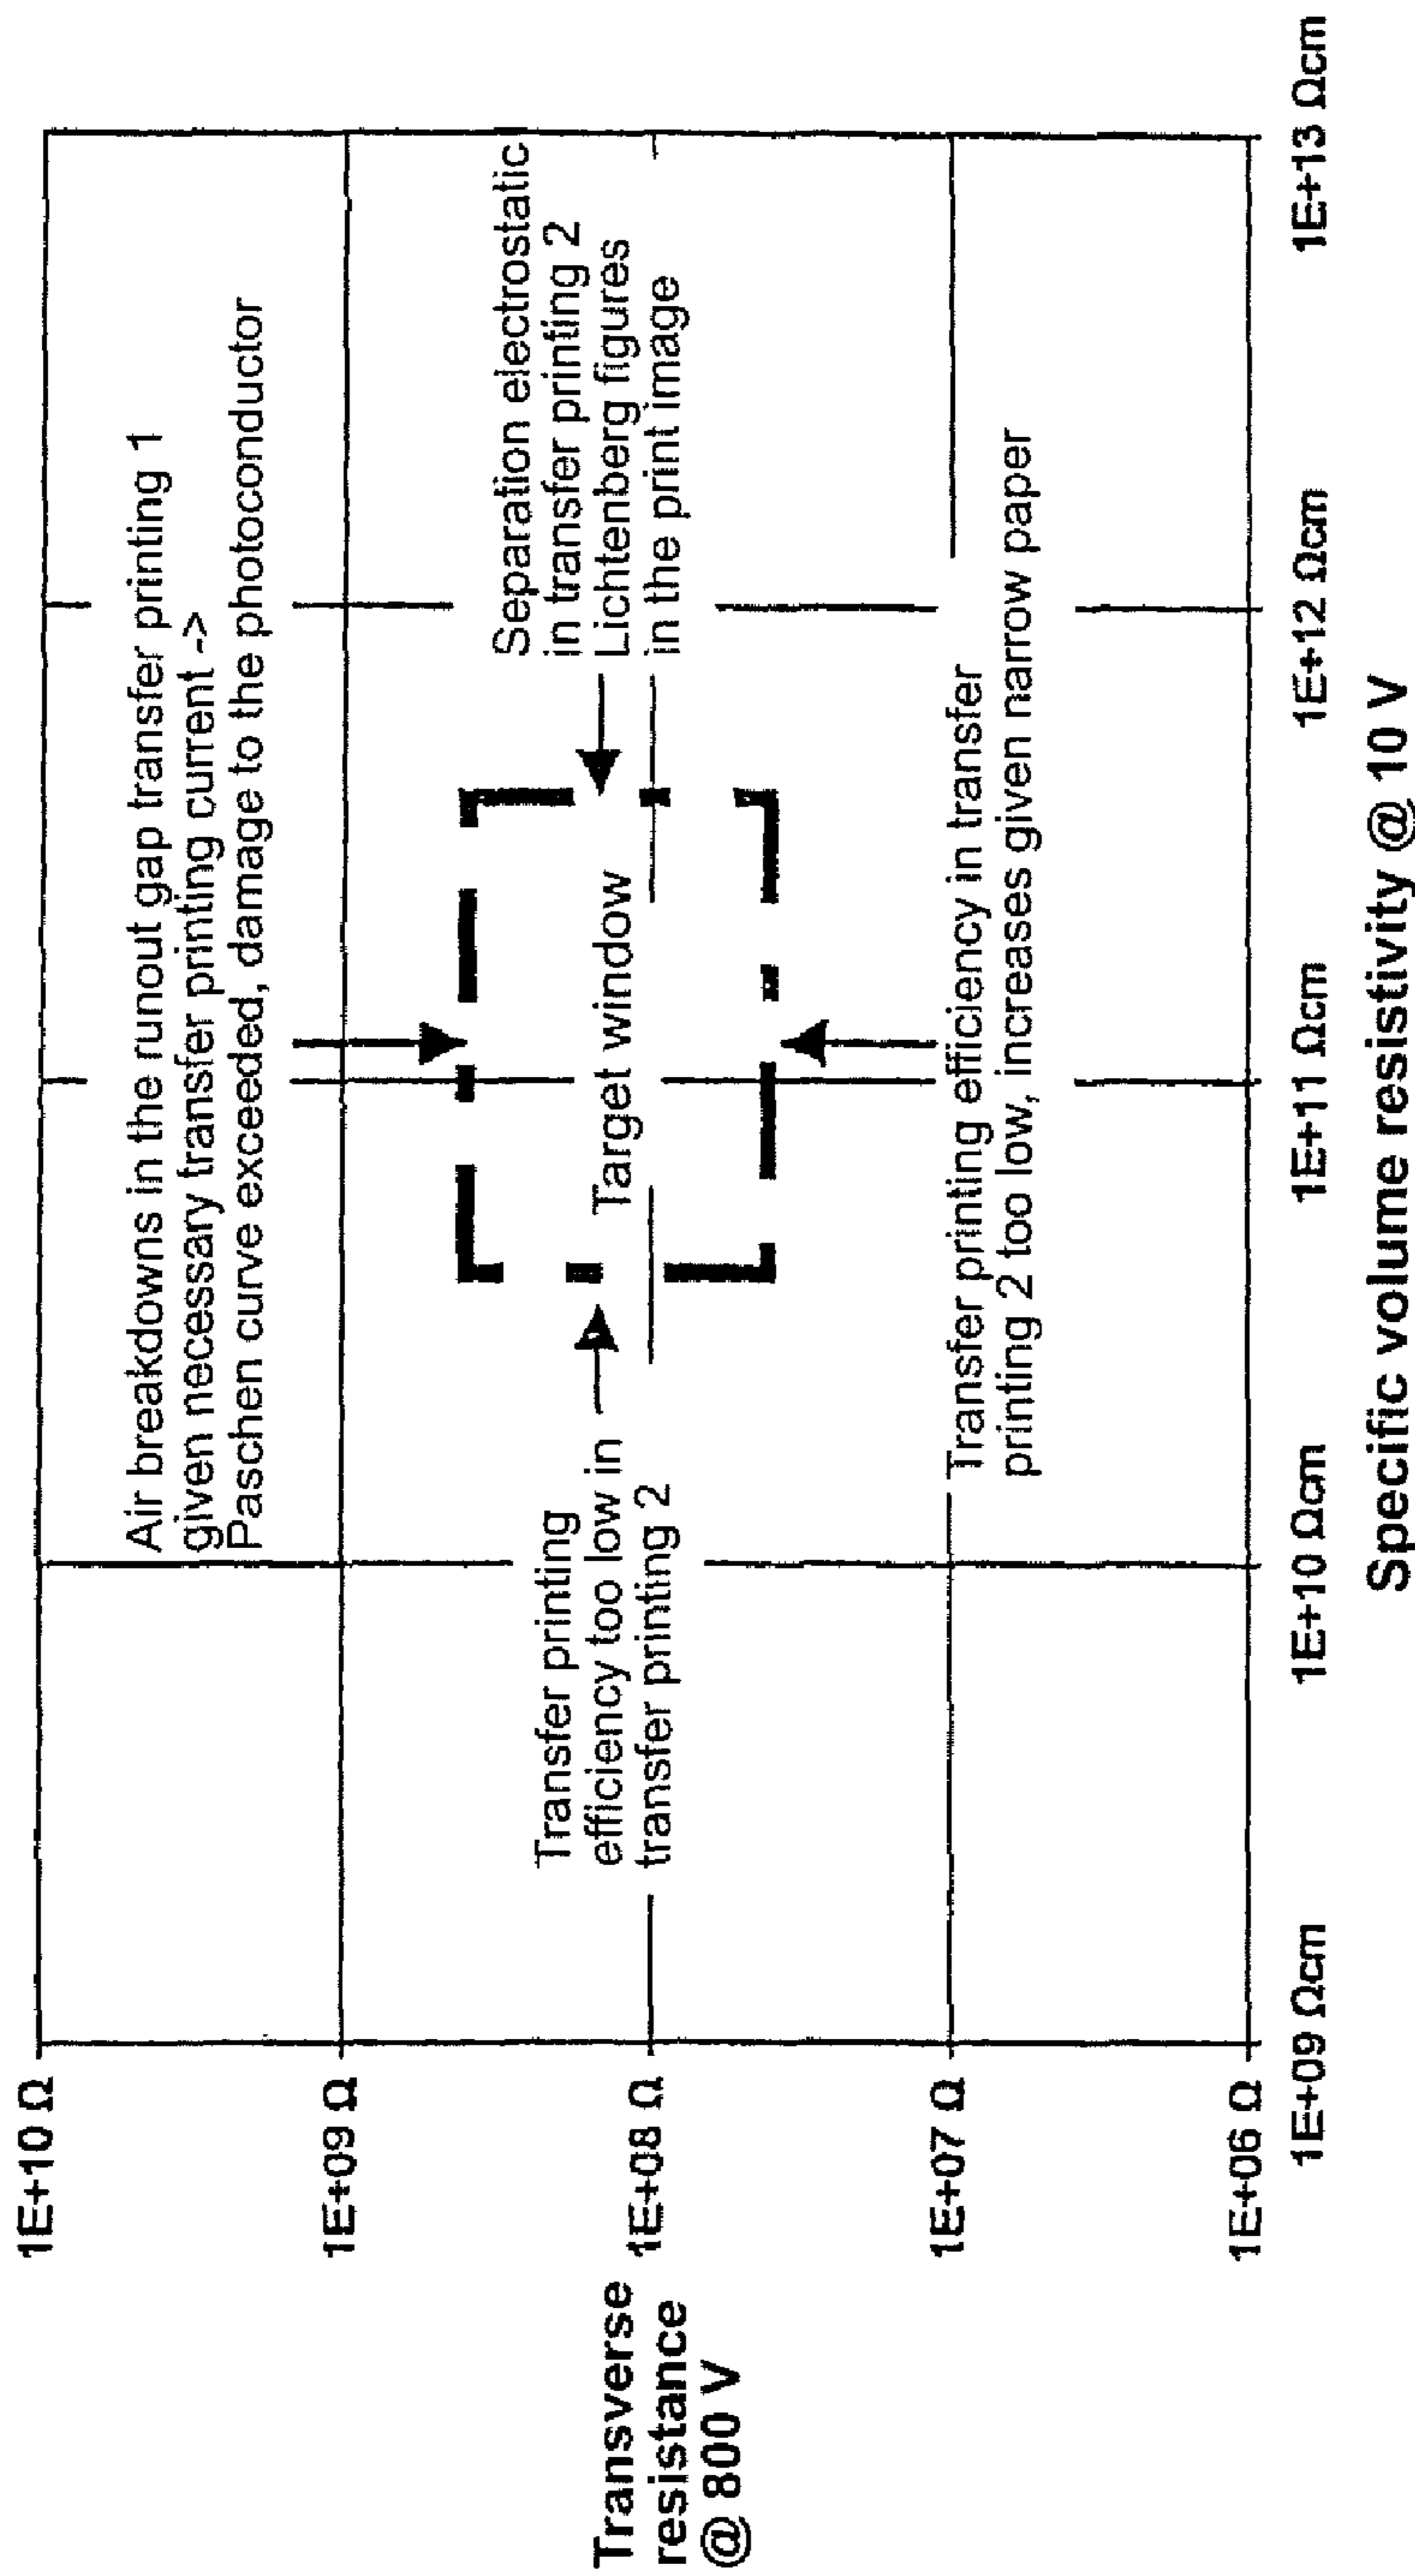 1E+10 Ω
1E+09 Ω
1E+08 Ω
1E+07 Ω
1E+06 Ω
Transverse
resistance
@ 800 V
Air breakdowns in the runout gap transfer printing 1
given necessary transfer printing current ->
Paschen curve exceeded, damage to the photoconductor
Transfer printing
efficiency too low in
transfer printing 2
Target window
Separation electrostatic
in transfer printing 2
Lichtenberg figures
in the print image
Transfer printing efficiency in transfer
printing 2 too low, increases given narrow paper
1E+09 Ωcm
1E+10 Ωcm
1E+11 Ωcm
1E+12 Ωcm
1E+13 Ωcm
Specific volume resistivity @ 10 V